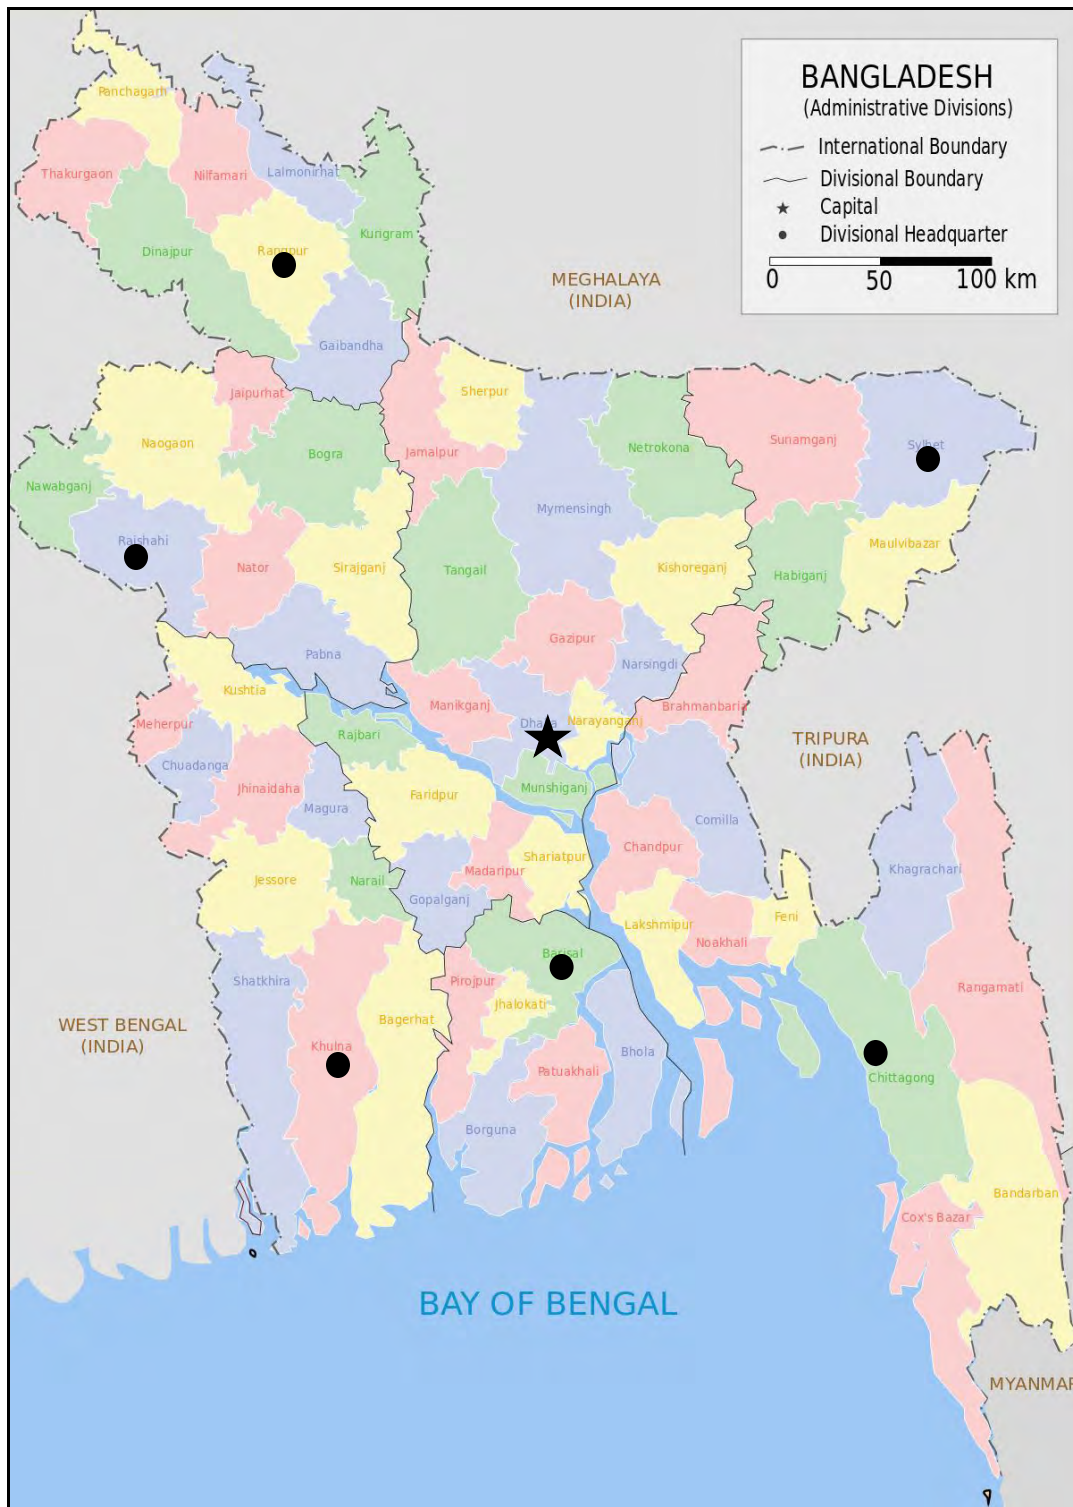 BANGLADESH
(Administrative Divisions)
International Boundary
Divisional Boundary
Capital
Divisional Headquarter
0 50 100 km
Panchagarh
Thakurgaon
Nilfamari
Lalmonirhat
Kurigram
Dinajpur
Rangpur
Gaibandha
MEGHALAYA
(INDIA)
Jaipurhat
Sherpur
Naogaon
Bogra
Jamalpur
Netrokona
Sunamganj
Sylhet
Nawabganj
Mymensingh
Rajshahi
Nator
Sirajganj
Tangail
Kishoreganj
Habiganj
Maulvibazar
Pabna
Gazipur
Narsingdi
Kushtia
Manikganj
Brahmanbaria
Meherpur
Rajbari
Dhaka
Narayanganj
TRIPURA
(INDIA)
Chuadanga
Jhinaidaha
Magura
Faridpur
Munshiganj
Comilla
Chandpur
Shariatpur
Madaripur
Khagrachari
Jessore
Narail
Gopalganj
Lakshmipur
Noakhali
Feni
Shatkhira
Barisal
Pirojpur
Jhalokati
Rangamati
WEST BENGAL
(INDIA)
Bagerhat
Khulna
Bhola
Patuakhali
Chittagong
Borguna
Bandarban
Cox's Bazar
BAY OF BENGAL
MYANMAR